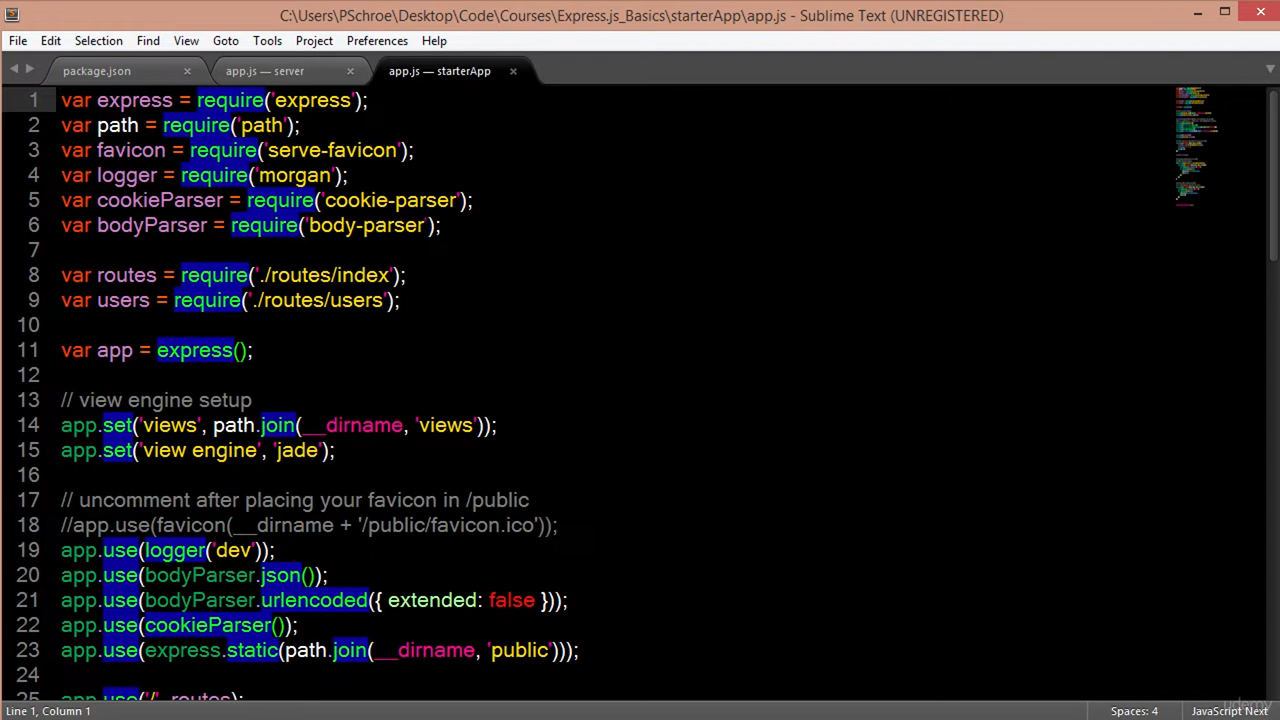 C:\Users\PSchroe\Desktop\Code\Courses\Express.js_Basics\starterApp\app.js - Sublime Text (UNREGISTERED)
File Edit Selection Find View Goto Tools Project Preferences Help
package.json app.js — server app.js — starterApp
1 var express = require('express');
2 var path = require('path');
3 var favicon = require('serve-favicon');
4 var logger = require('morgan');
5 var cookieParser = require('cookie-parser');
6 var bodyParser = require('body-parser');
7
8 var routes = require('./routes/index');
9 var users = require('./routes/users');
10
11 var app = express();
12
13 // view engine setup
14 app.set('views', path.join(__dirname, 'views'));
15 app.set('view engine', 'jade');
16
17 // uncomment after placing your favicon in /public
18 //app.use(favicon(__dirname + '/public/favicon.ico'));
19 app.use(logger('dev'));
20 app.use(bodyParser.json());
21 app.use(bodyParser.urlencoded({ extended: false }));
22 app.use(cookieParser());
23 app.use(express.static(path.join(__dirname, 'public')));
24
25 app.use('/', routes);
Line 1, Column 1 Spaces: 4 JavaScript Next
udemy